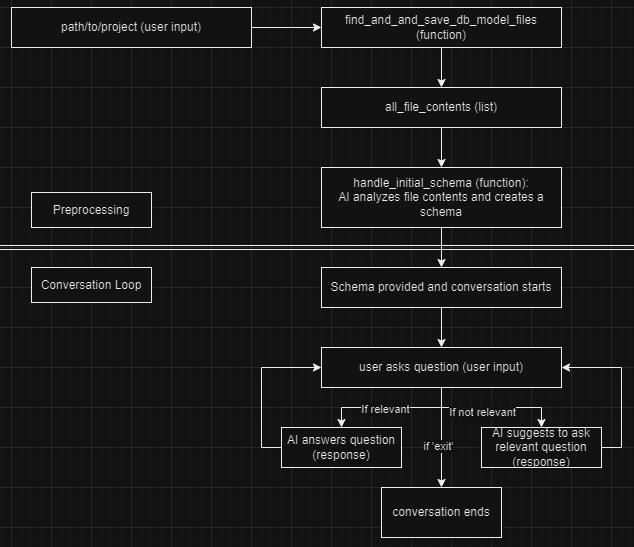 path/to/project (user input)
find_and_and_save_db_model_files
(function)
all_file_contents (list)
handle_initial_schema (function):
AI analyzes file contents and creates a
schema
Preprocessing
Conversation Loop
Schema provided and conversation starts
user asks question (user input)
If relevant
If not relevant
AI answers question
(response)
if 'exit'
AI suggests to ask
relevant question
(response)
conversation ends